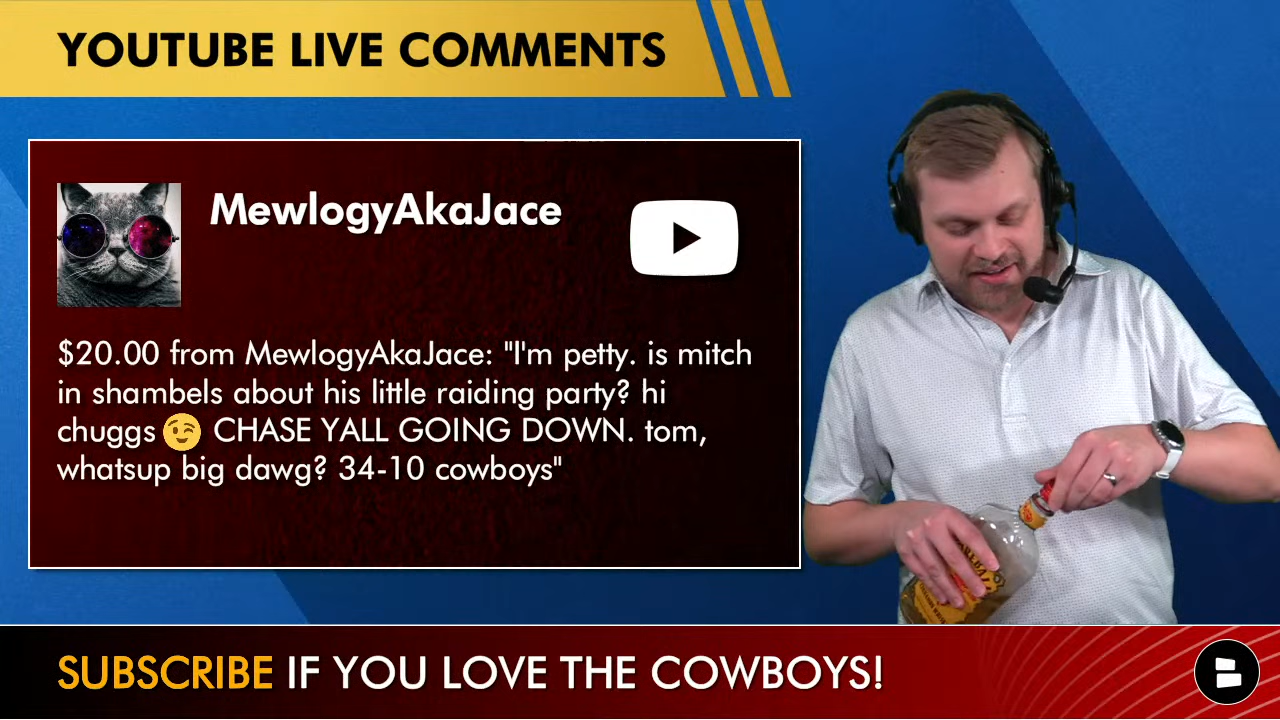 YOUTUBE LIVE COMMENTS
MewlogyAkaJace
$20.00 from MewlogyAkaJace: "I'm petty. is mitch
in shambels about his little raiding party? hi
chuggs 😉 CHASE YALL GOING DOWN. tom,
whatsup big dawg? 34-10 cowboys"
SUBSCRIBE IF YOU LOVE THE COWBOYS!